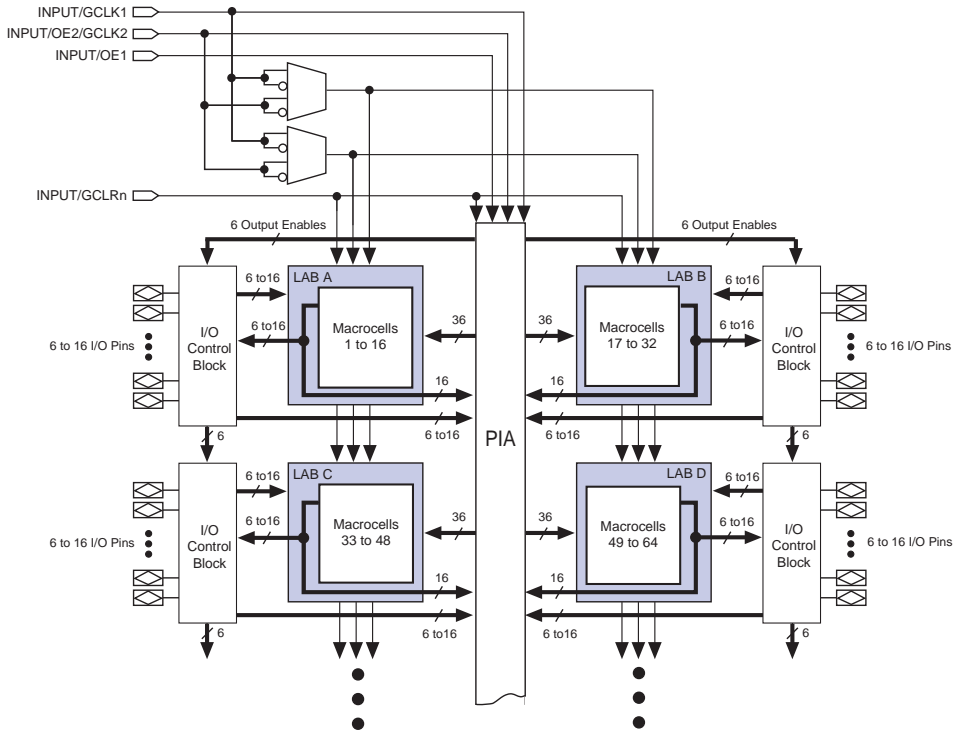 INPUT/GCLK1
INPUT/OE2/GCLK2
INPUT/OE1
INPUT/GCLRn
6 Output Enables
6 Output Enables
6 to16
LAB A
LAB B
6 to16
6 to 16 I/O Pins
I/O
Control
Block
6 to16
Macrocells
1 to 16
36
36
Macrocells
17 to 32
6 to16
I/O
Control
Block
6 to 16 I/O Pins
16
16
6 to16
6 to16
PIA
6
6
6 to16
LAB C
LAB D
6 to16
6 to 16 I/O Pins
I/O
Control
Block
6 to16
Macrocells
33 to 48
36
36
Macrocells
49 to 64
6 to16
I/O
Control
Block
6 to 16 I/O Pins
16
16
6 to16
6 to16
6
6